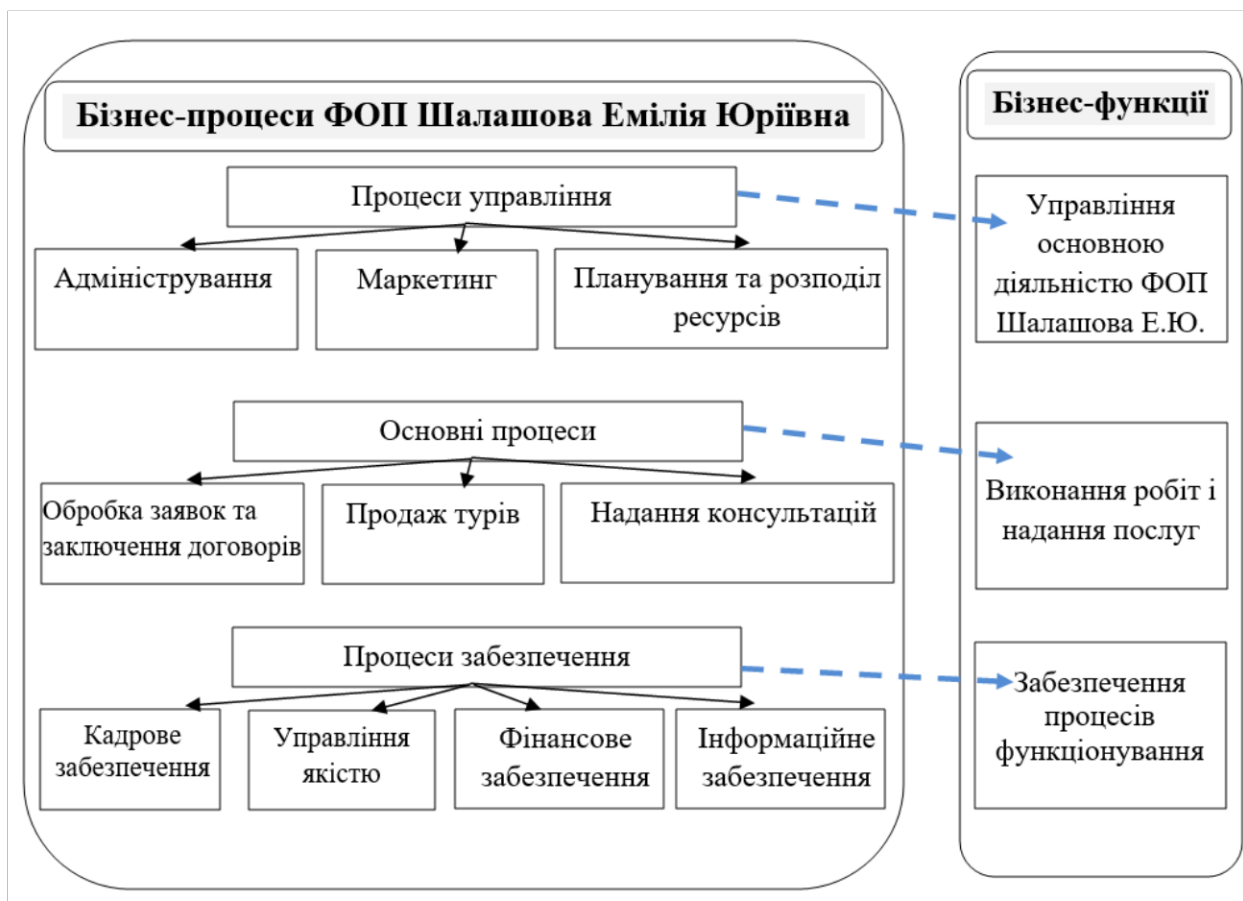 Бізнес-процеси ФОП Шалашова Емілія Юріївна
Процеси управління
Адміністрування
Маркетинг
Планування та розподіл
ресурсів
Основні процеси
Обробка заявок та
заключення договорів
Продаж турів
Надання консультацій
Процеси забезпечення
Кадрове
забезпечення
Управління
якістю
Фінансове
забезпечення
Інформаційне
забезпечення
Бізнес-функції
Управління
основною
діяльністю ФОП
Шалашова Е.Ю.
Виконання робіт і
надання послуг
Забезпечення
процесів
функціонування